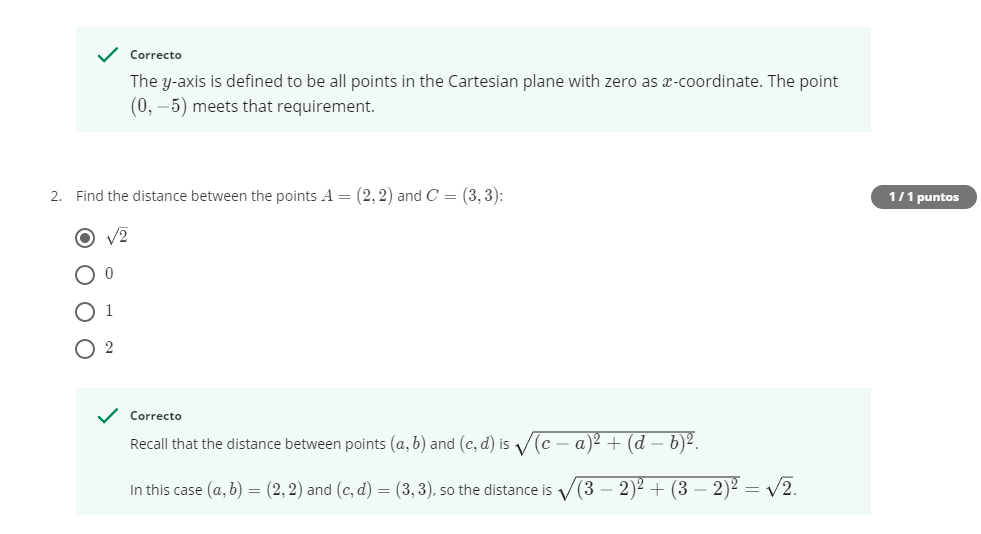 Correcto
The y-axis is defined to be all points in the Cartesian plane with zero as x-coordinate. The point
(0, −5) meets that requirement.
2. Find the distance between the points A = (2, 2) and C = (3, 3):
1 / 1 puntos
√2
0
1
2
Correcto
Recall that the distance between points (a, b) and (c, d) is √((c − a)² + (d − b)²).
In this case (a, b) = (2, 2) and (c, d) = (3, 3), so the distance is √((3 − 2)² + (3 − 2)²) = √2.